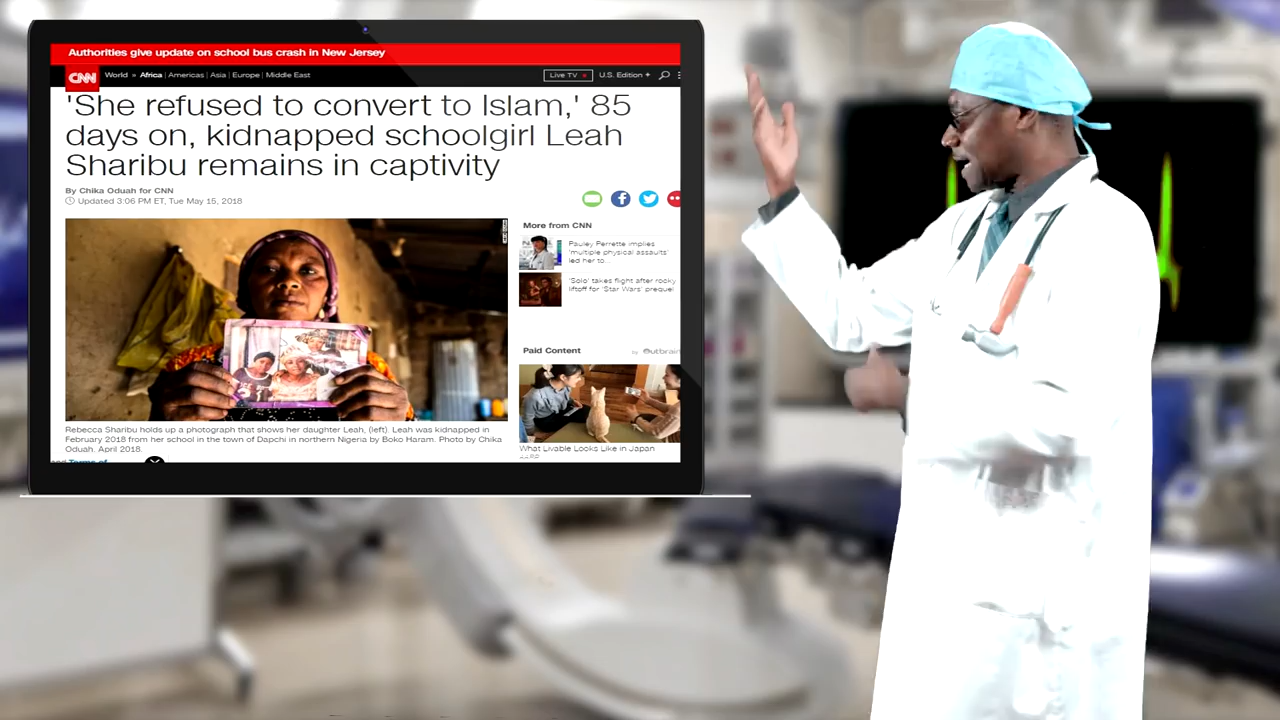 Authorities give update on school bus crash in New Jersey
CNN World » Africa | Americas | Asia | Europe | Middle East Live TV U.S. Edition +
'She refused to convert to Islam,' 85
days on, kidnapped schoolgirl Leah
Sharibu remains in captivity
By Chika Oduah for CNN
Updated 3:06 PM ET, Tue May 15, 2018
More from CNN
Pauley Perrette implies
'multiple physical assaults'
led her to...
'Solo' takes flight after rocky
liftoff for 'Star Wars' prequel
Paid Content by Outbrain
What Livable Looks Like in Japan
AARP
Rebecca Sharibu holds up a photograph that shows her daughter Leah, (left). Leah was kidnapped in
February 2018 from her school in the town of Dapchi in northern Nigeria by Boko Haram. Photo by Chika
Oduah. April 2018.
and Terms of